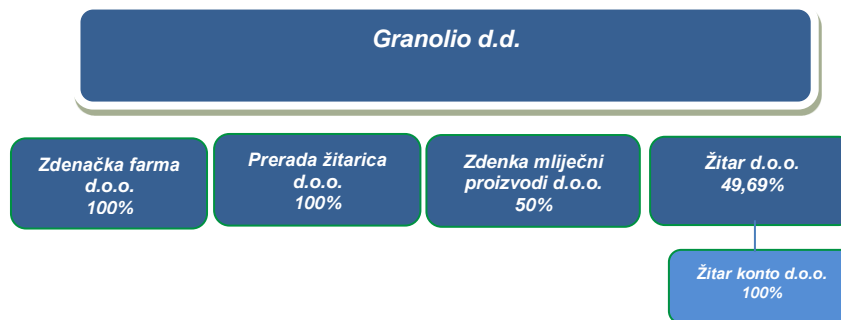 Granolio d.d.
Zdenačka farma
d.o.o.
100%
Prerada žitarica
d.o.o.
100%
Zdenka mliječni
proizvodi d.o.o.
50%
Žitar d.o.o.
49,69%
Žitar konto d.o.o.
100%